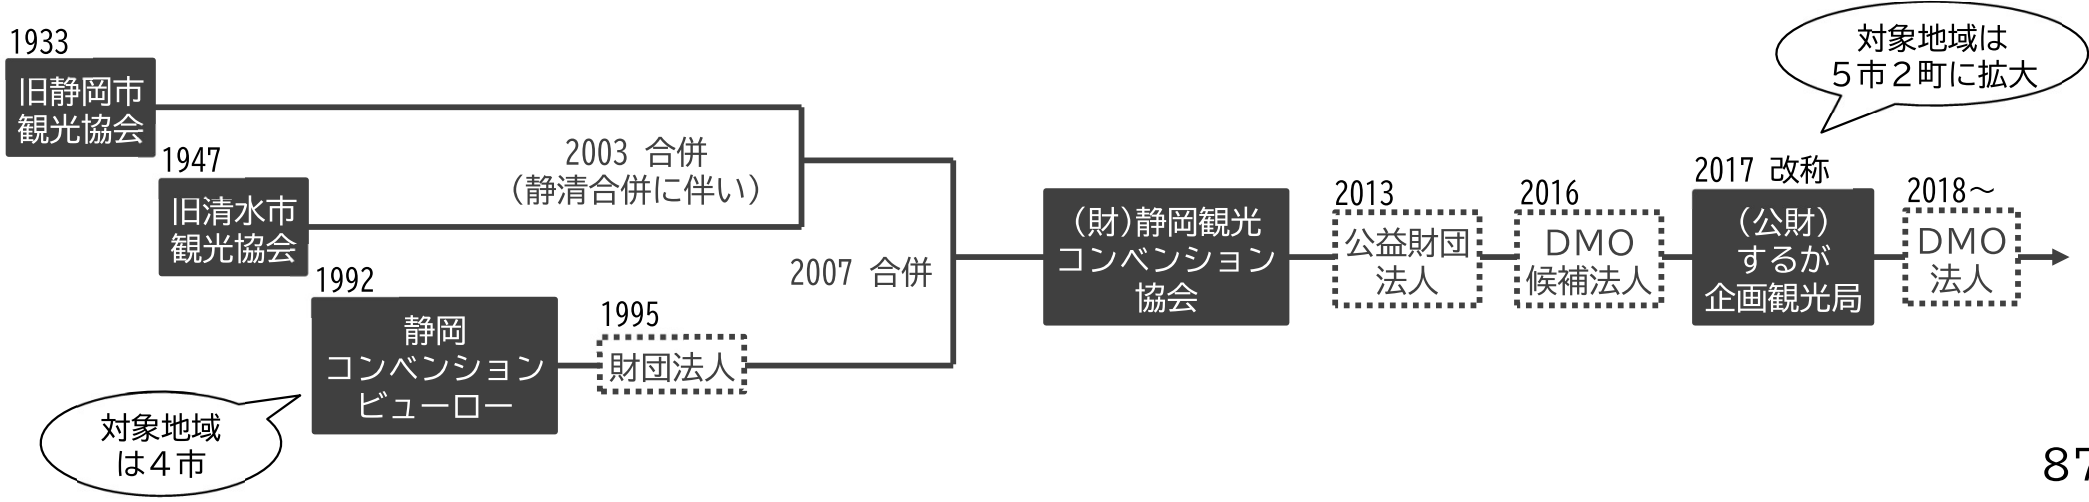 1933
旧静岡市
観光協会
1947
旧清水市
観光協会
2003 合併
（静清合併に伴い）
1992
静岡
コンベンション
ビューロー
1995
財団法人
対象地域
は４市
2007 合併
（財）静岡観光
コンベンション
協会
2013
公益財団
法人
2016
ＤＭＯ
候補法人
2017 改称
（公財）
するが
企画観光局
対象地域は
５市２町に拡大
2018～
ＤＭＯ
法人
87